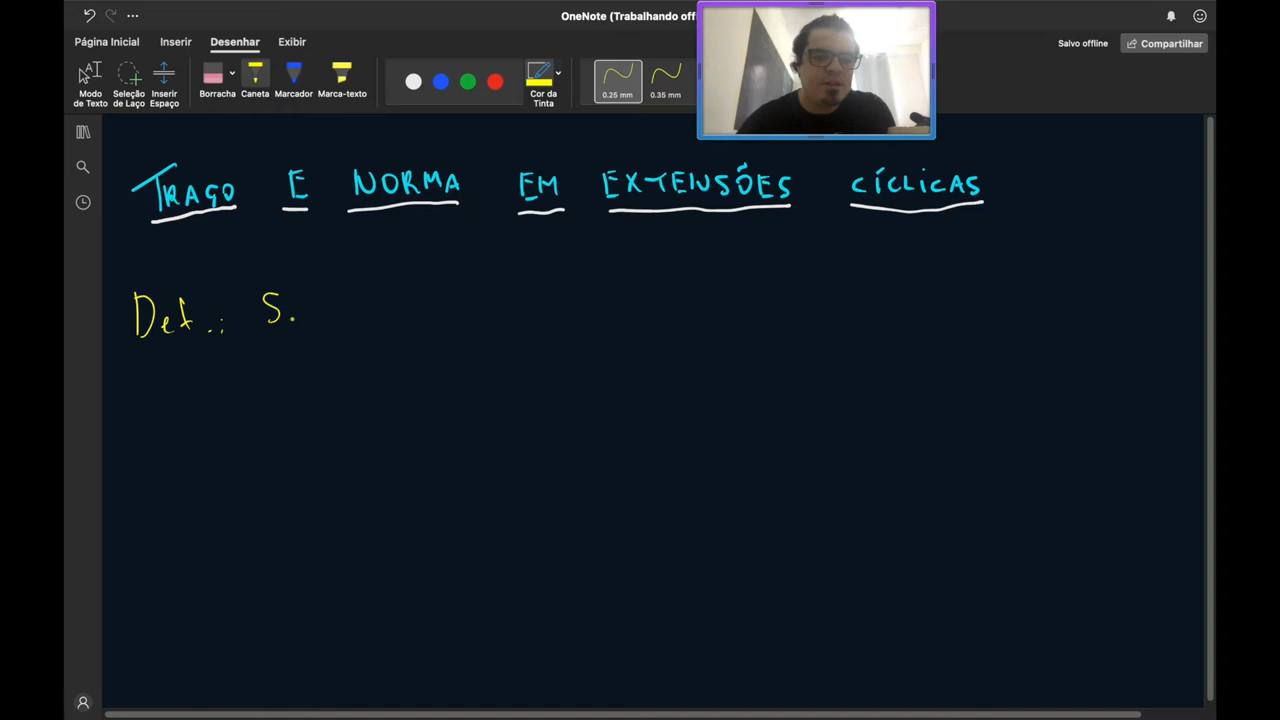 OneNote (Trabalhando off
Página Inicial Inserir Desenhar Exibir
Salvo offline Compartilhar
Modo de Texto
Seleção de Laço
Inserir Espaço
Borracha
Caneta
Marcador
Marca-texto
Cor da Tinta
0.25 mm
0.35 mm
TRAÇO E NORMA EM EXTENSÕES CÍCLICAS
Def.: S.